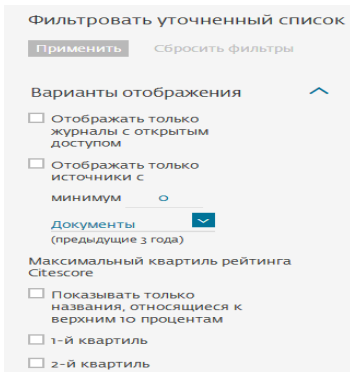 Фильтровать уточненный список
Применить Сбросить фильтры
Варианты отображения
Отображать только
журналы с открытым
доступом
Отображать только
источники с
минимум 0
Документы
(предыдущие 3 года)
Максимальный квартиль рейтинга
Citescore
Показывать только
названия, относящиеся к
верхним 10 процентам
1-й квартиль
2-й квартиль